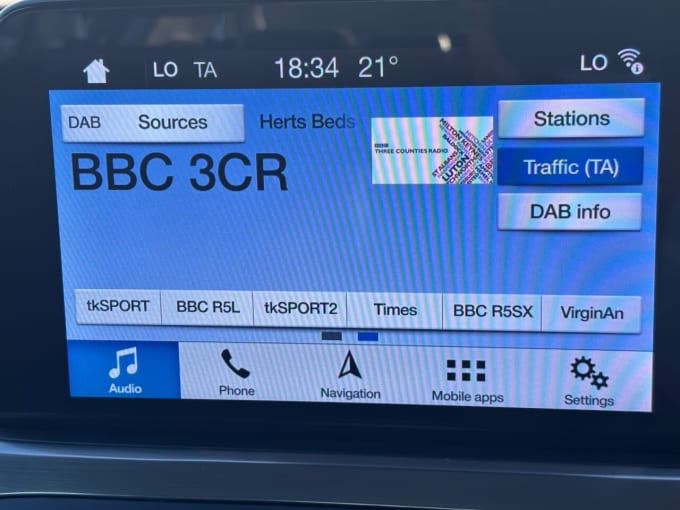 LO TA 18:34 21° LO
DAB Sources Herts Beds
BBC
THREE COUNTIES RADIO
LUTON
Stations
BBC 3CR
Traffic (TA)
DAB info
tkSPORT BBC R5L tkSPORT2 Times BBC R5SX VirginAn
Audio Phone Navigation Mobile apps Settings